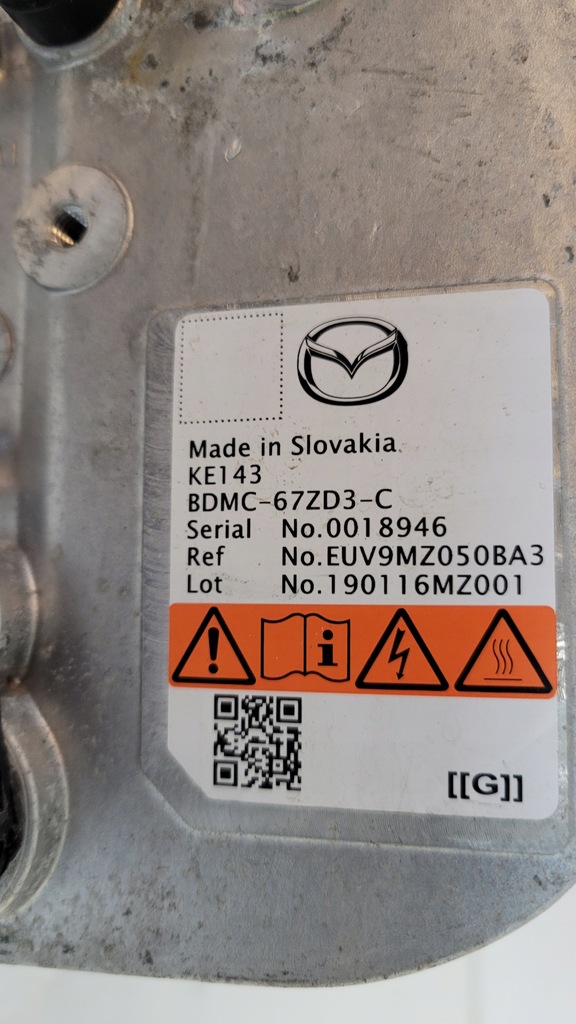 Made in Slovakia
KE143
BDMC-67ZD3-C
Serial No.0018946
Ref No.EUV9MZ050BA3
Lot No.190116MZ001
[[G]]